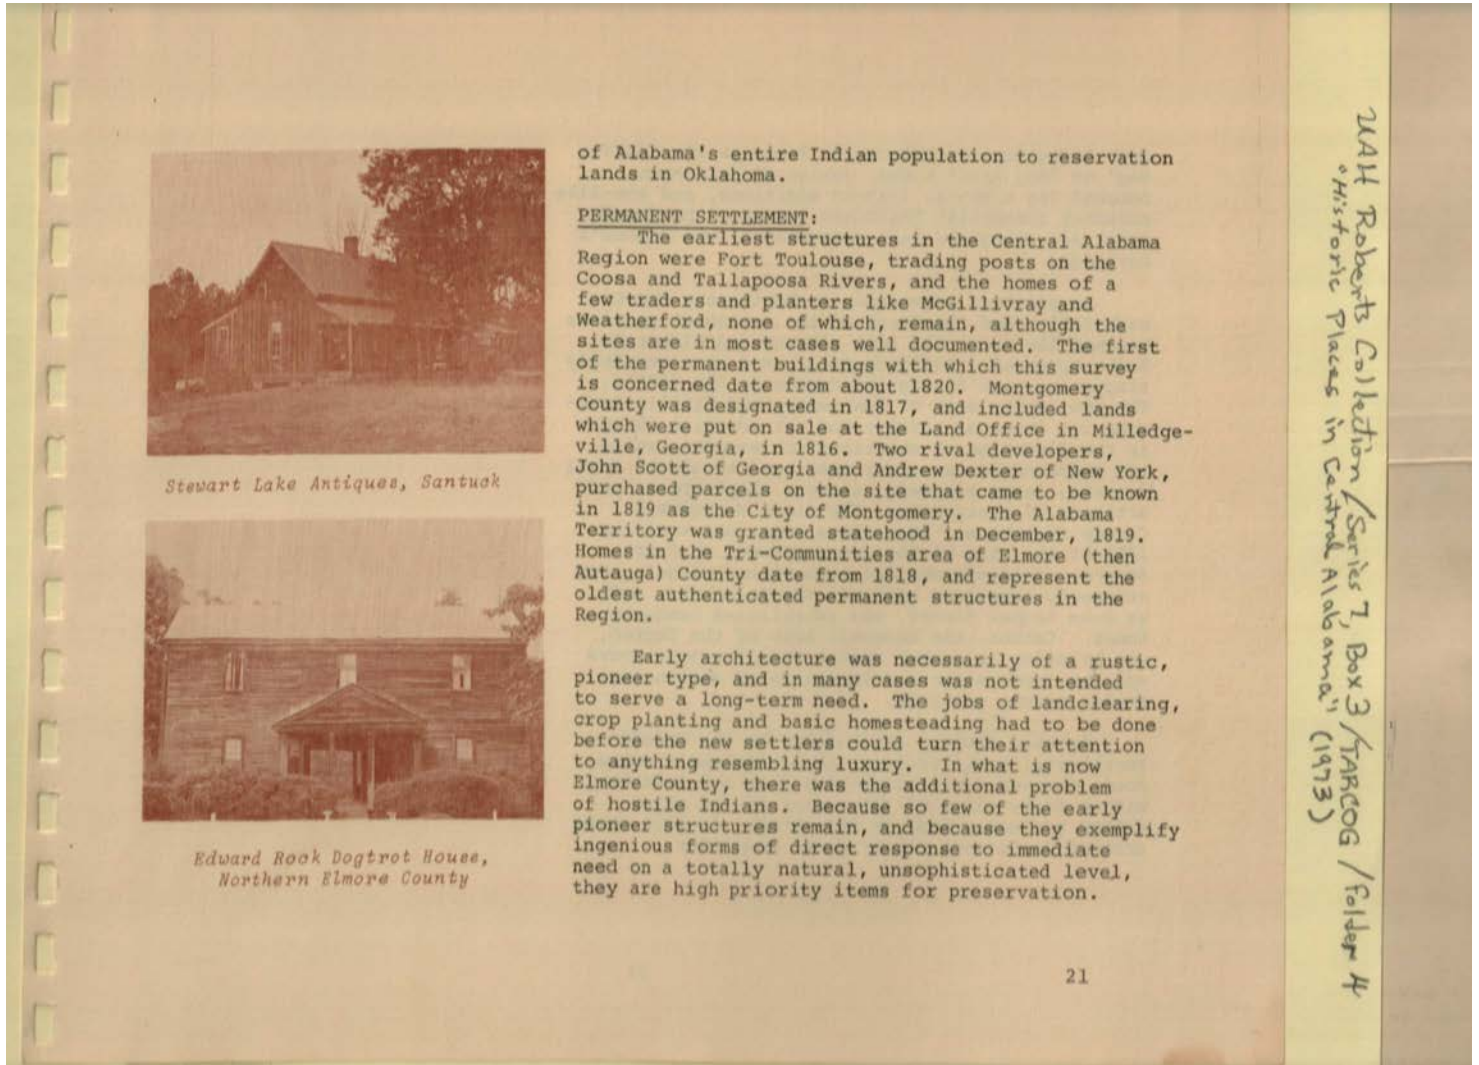 of Alabama's entire Indian population to reservation
lands in Oklahoma.
PERMANENT SETTLEMENT:
The earliest structures in the Central Alabama
Region were Fort Toulouse, trading posts on the
Coosa and Tallapoosa Rivers, and the homes of a
few traders and planters like McGillivray and
Weatherford, none of which, remain, although the
sites are in most cases well documented. The first
of the permanent buildings with which this survey
is concerned date from about 1820. Montgomery
County was designated in 1817, and included lands
which were put on sale at the Land Office in Milledge-
ville, Georgia, in 1816. Two rival developers,
John Scott of Georgia and Andrew Dexter of New York,
purchased parcels on the site that came to be known
in 1819 as the City of Montgomery. The Alabama
Territory was granted statehood in December, 1819.
Homes in the Tri-Communities area of Elmore (then
Autauga) County date from 1818, and represent the
oldest authenticated permanent structures in the
Region.
Early architecture was necessarily of a rustic,
pioneer type, and in many cases was not intended
to serve a long-term need. The jobs of landclearing,
crop planting and basic homesteading had to be done
before the new settlers could turn their attention
to anything resembling luxury. In what is now
Elmore County, there was the additional problem
of hostile Indians. Because so few of the early
pioneer structures remain, and because they exemplify
ingenious forms of direct response to immediate
need on a totally natural, unsophisticated level,
they are high priority items for preservation.
Stewart Lake Antiques, Santuck
Edward Rook Dogtrot House,
Northern Elmore County
21
UAH Roberts Collection/Series 7, Box 3/TARCOG/Folder 4
"Historic Places in Central Alabama" (1973)